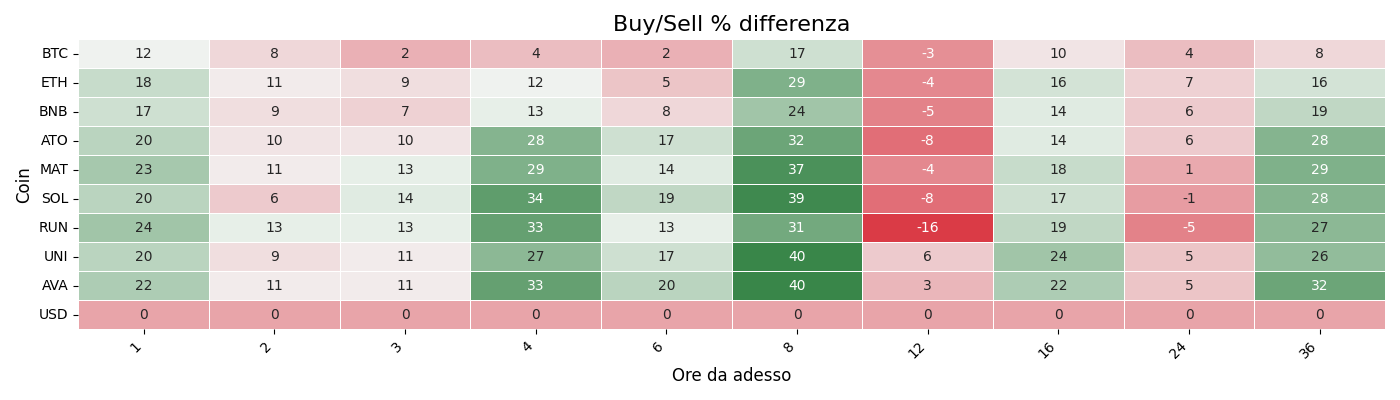 Buy/Sell % differenza
Coin
BTC 12 8 2 4 2 17 -3 10 4 8
ETH 18 11 9 12 5 29 -4 16 7 16
BNB 17 9 7 13 8 24 -5 14 6 19
ATO 20 10 10 28 17 32 -8 14 6 28
MAT 23 11 13 29 14 37 -4 18 1 29
SOL 20 6 14 34 19 39 -8 17 -1 28
RUN 24 13 13 33 13 31 -16 19 -5 27
UNI 20 9 11 27 17 40 6 24 5 26
AVA 22 11 11 33 20 40 3 22 5 32
USD 0 0 0 0 0 0 0 0 0 0
1 2 3 4 6 8 12 16 24 36
Ore da adesso